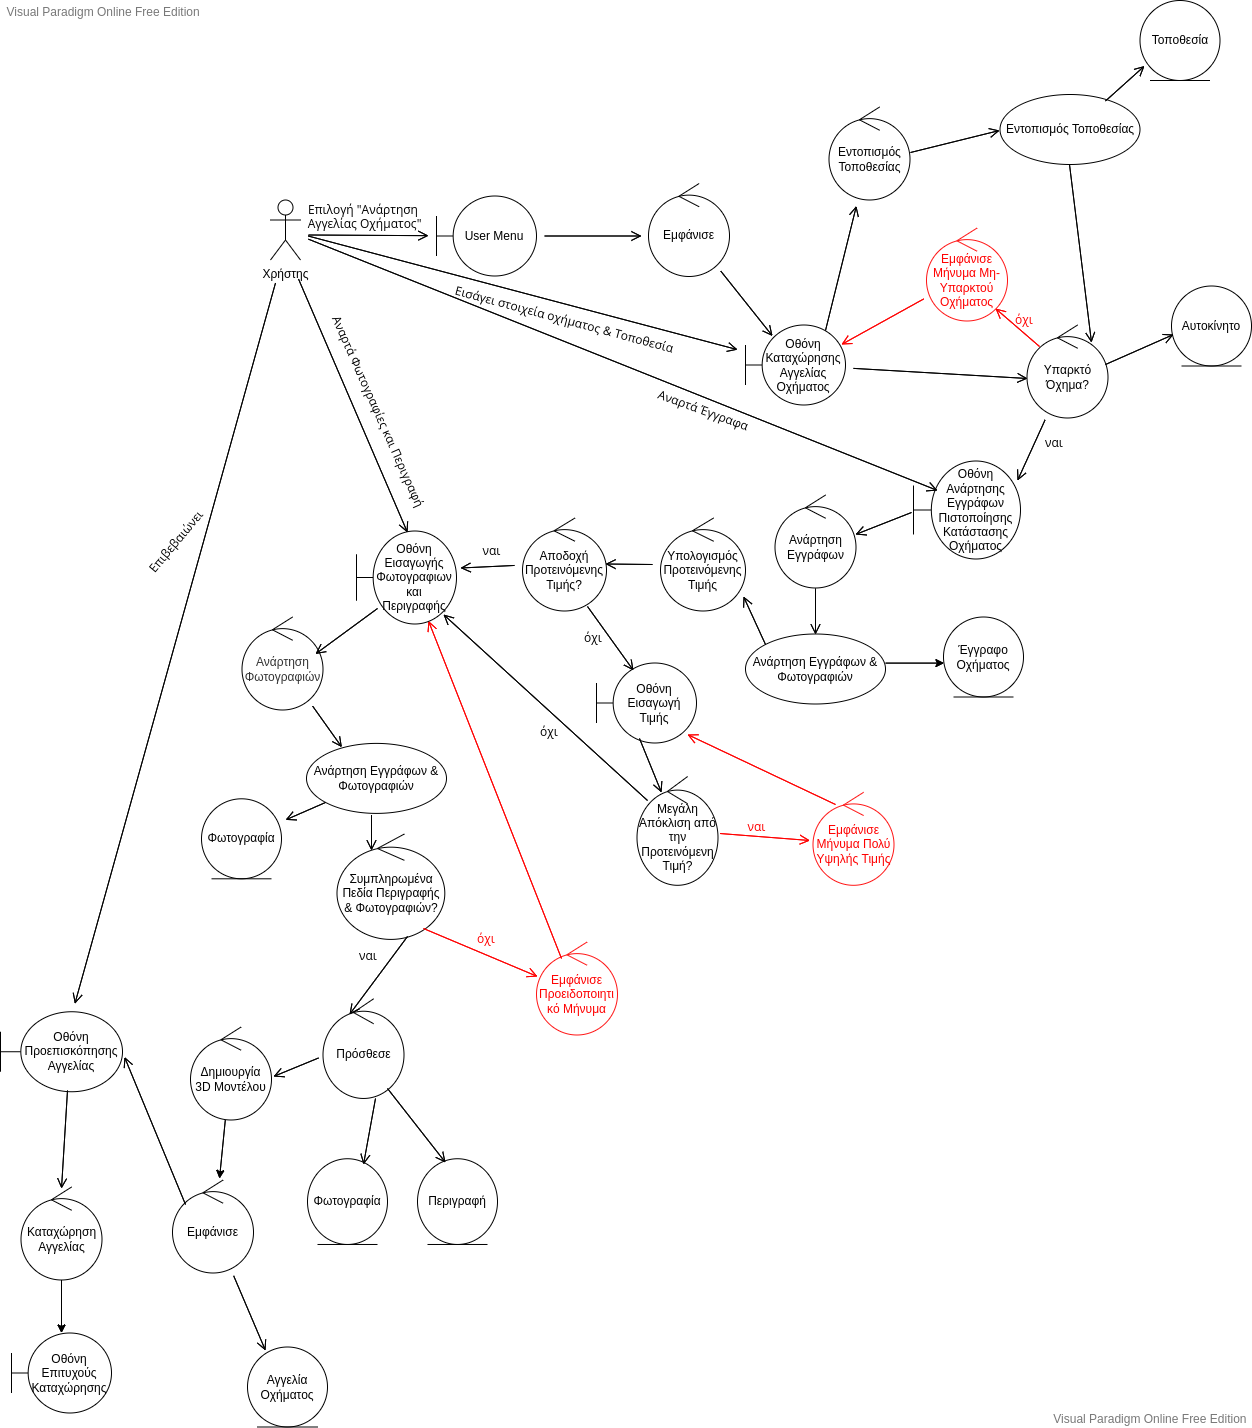 Visual Paradigm Online Free Edition
Τοποθεσία
Εντοπισμός Τοποθεσίας
Εντοπισμός
Τοποθεσίας
Επιλογή "Ανάρτηση
Αγγελίας Οχήματος"
User Menu
Εμφάνισε
Χρήστης
Εμφάνισε
Μήνυμα Μη-
Υπαρκτού
Οχήματος
όχι
Αυτοκίνητο
Εισάγει στοιχεία οχήματος & Τοποθεσία
Οθόνη
Καταχώρησης
Αγγελίας
Οχήματος
Υπαρκτό
Όχημα?
Αναρτά Φωτογραφίες και Περιγραφή
Αναρτά Έγγραφα
ναι
Οθόνη
Ανάρτησης
Εγγράφων
Πιστοποίησης
Κατάστασης
Οχήματος
Επιβεβαιώνει
Ανάρτηση
Εγγράφων
Υπολογισμός
Προτεινόμενης
Τιμής
Αποδοχή
Προτεινόμενης
Τιμής?
ναι
Οθόνη
Εισαγωγής
Φωτογραφιων
και
Περιγραφής
όχι
Ανάρτηση
Φωτογραφιών
Ανάρτηση Εγγράφων &
Φωτογραφιών
Έγγραφο
Οχήματος
Οθόνη
Εισαγωγή
Τιμής
όχι
Ανάρτηση Εγγράφων &
Φωτογραφιών
Μεγάλη
Απόκλιση από
την
Προτεινόμενη
Τιμή?
ναι
Εμφάνισε
Μήνυμα Πολύ
Υψηλής Τιμής
Φωτογραφία
Συμπληρωμένα
Πεδία Περιγραφής
& Φωτογραφιών?
όχι
ναι
Εμφάνισε
Προειδοποιητι
κό Μήνυμα
Οθόνη
Προεπισκόπησης
Αγγελίας
Πρόσθεσε
Δημιουργία
3D Μοντέλου
Φωτογραφία
Περιγραφή
Καταχώρηση
Αγγελίας
Εμφάνισε
Οθόνη
Επιτυχούς
Καταχώρησης
Αγγελία
Οχήματος
Visual Paradigm Online Free Edition